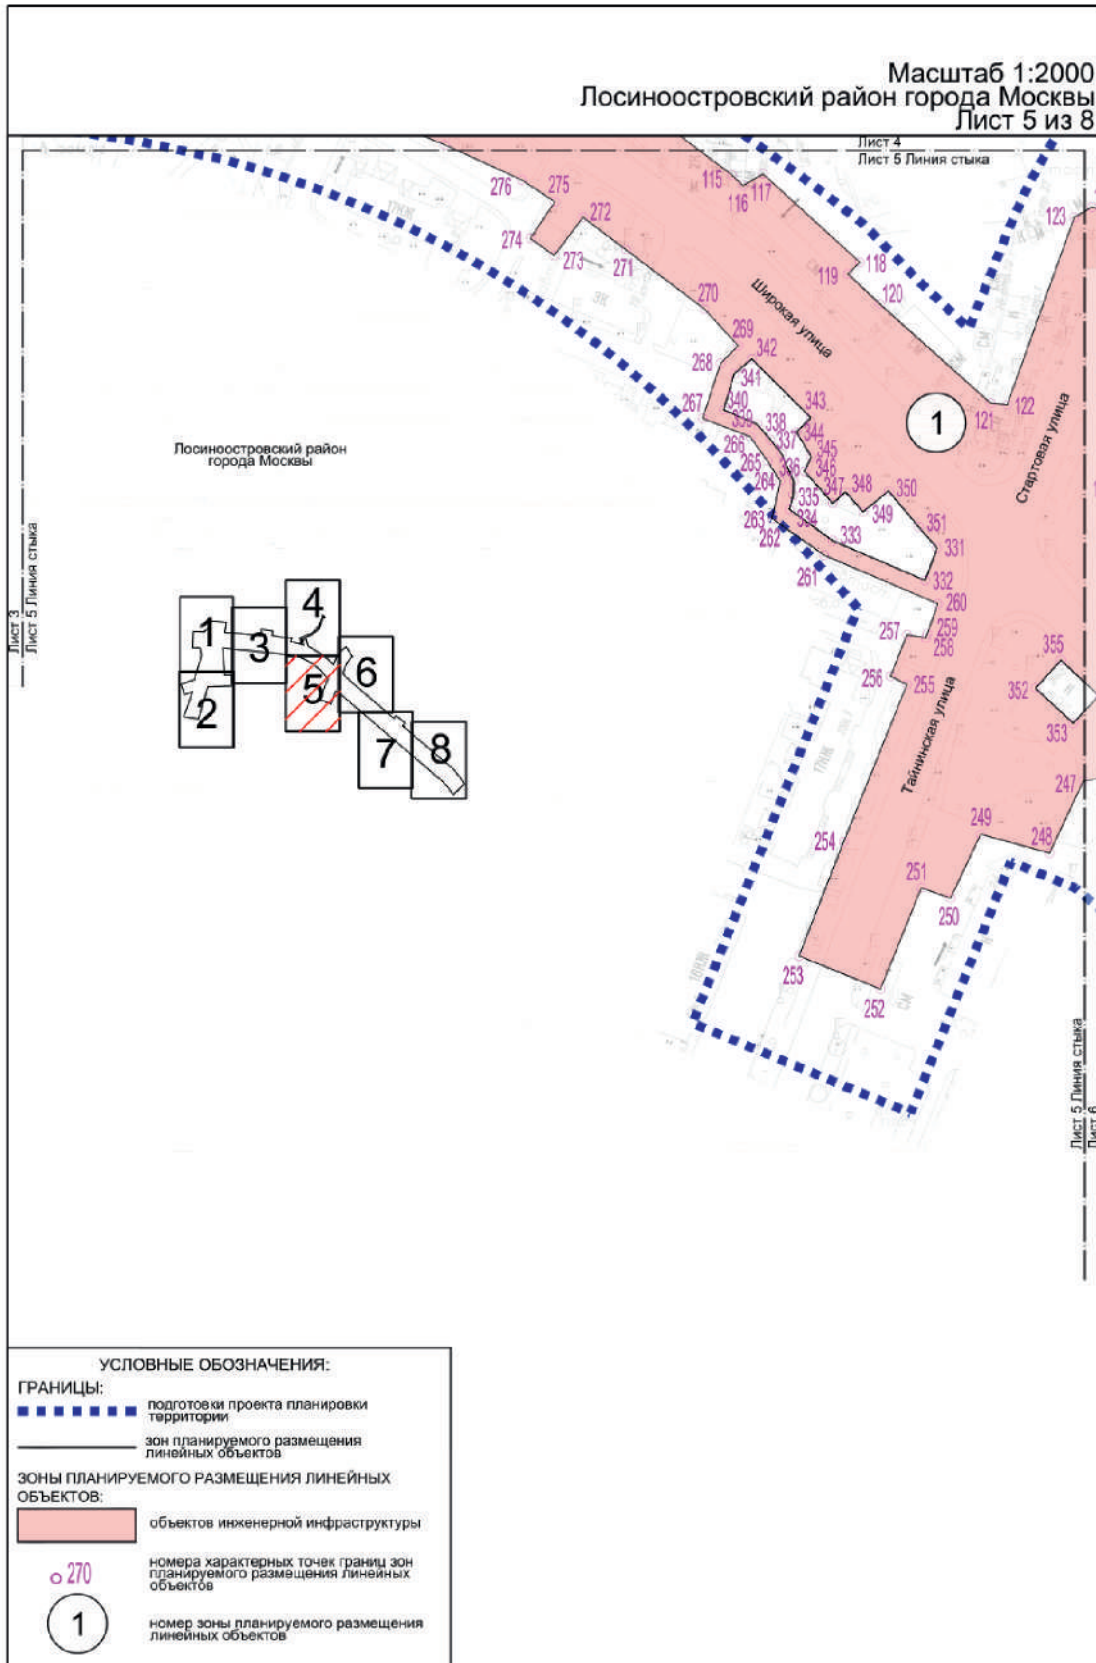 Масштаб 1:2000
Лосиноостровский район города Москвы
Лист 5 из 8
Лист 4
Лист 5 Линия стыка
276
275
272
274
273
271
270
269
268
267
115
116
117
118
119
120
121
122
123
Широкая улица
342
341
340
339
338
337
336
335
334
333
343
344
345
346
347
348
349
350
351
331
332
266
265
264
263
262
261
260
259
258
257
256
255
1
Стартовая улица
Тайнинская улица
355
352
353
247
248
249
250
251
252
253
254
17КЖ
17КЖ
СМ
Лосиноостровский район
города Москвы
Лист 3
Лист 5 Линия стыка
1
2
3
4
5
6
7
8
Лист 5 Линия стыка
Лист 6
УСЛОВНЫЕ ОБОЗНАЧЕНИЯ:
ГРАНИЦЫ:
подготовки проекта планировки
территории
зон планируемого размещения
линейных объектов
ЗОНЫ ПЛАНИРУЕМОГО РАЗМЕЩЕНИЯ ЛИНЕЙНЫХ
ОБЪЕКТОВ:
объектов инженерной инфраструктуры
270
номера характерных точек границ зон
планируемого размещения линейных
объектов
1
номер зоны планируемого размещения
линейных объектов